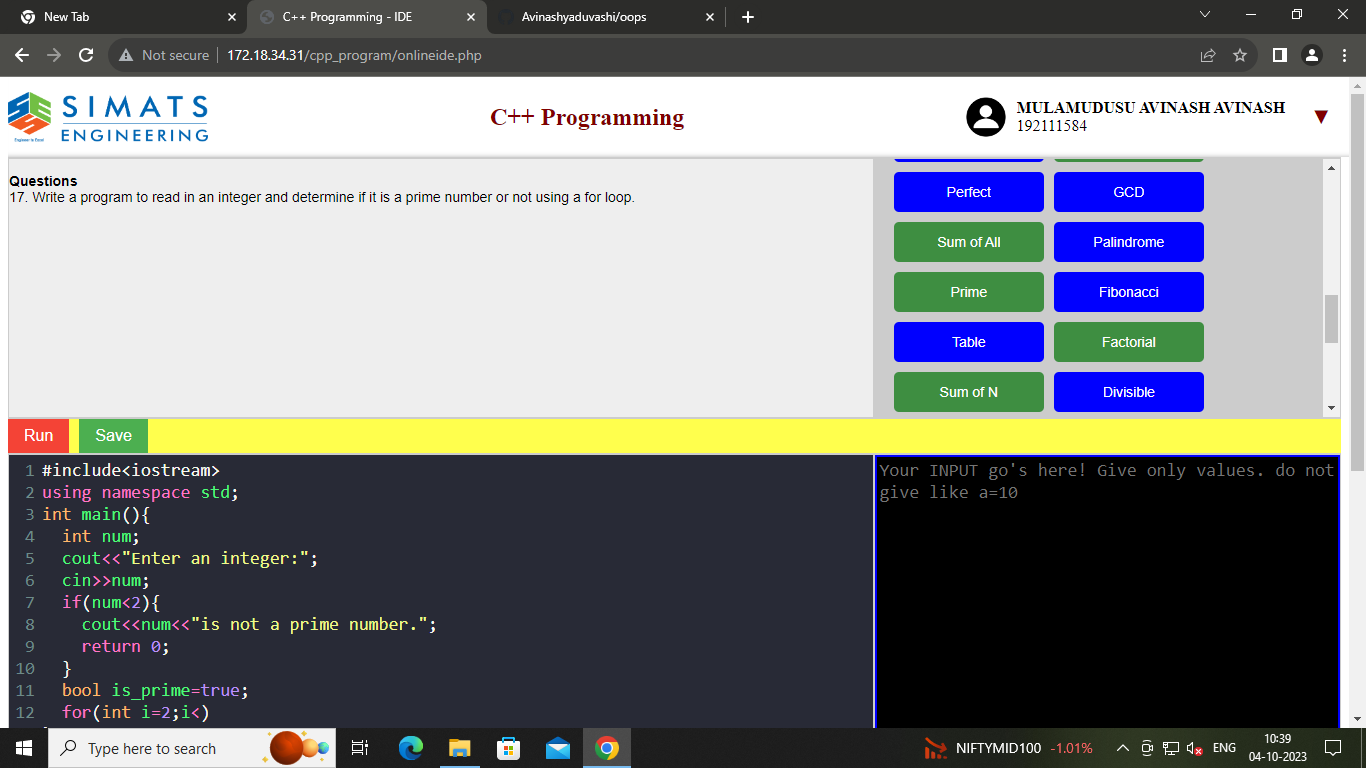 New Tab
C++ Programming - IDE
Avinashyaduvashi/oops
Not secure
172.18.34.31/cpp_program/onlineide.php
SIMATS
ENGINEERING
Engineer to Excel
C++ Programming
MULAMUDUSU AVINASH AVINASH
192111584
Questions
17. Write a program to read in an integer and determine if it is a prime number or not using a for loop.
Perfect
GCD
Sum of All
Palindrome
Prime
Fibonacci
Table
Factorial
Sum of N
Divisible
Run
Save
1 #include<iostream>
2 using namespace std;
3 int main(){
4 int num;
5 cout<<"Enter an integer:";
6 cin>>num;
7 if(num<2){
8 cout<<num<<"is not a prime number.";
9 return 0;
10 }
11 bool is_prime=true;
12 for(int i=2;i<)
Your INPUT go's here! Give only values. do not
give like a=10
Type here to search
NIFTYMID100 -1.01%
ENG
10:39
04-10-2023